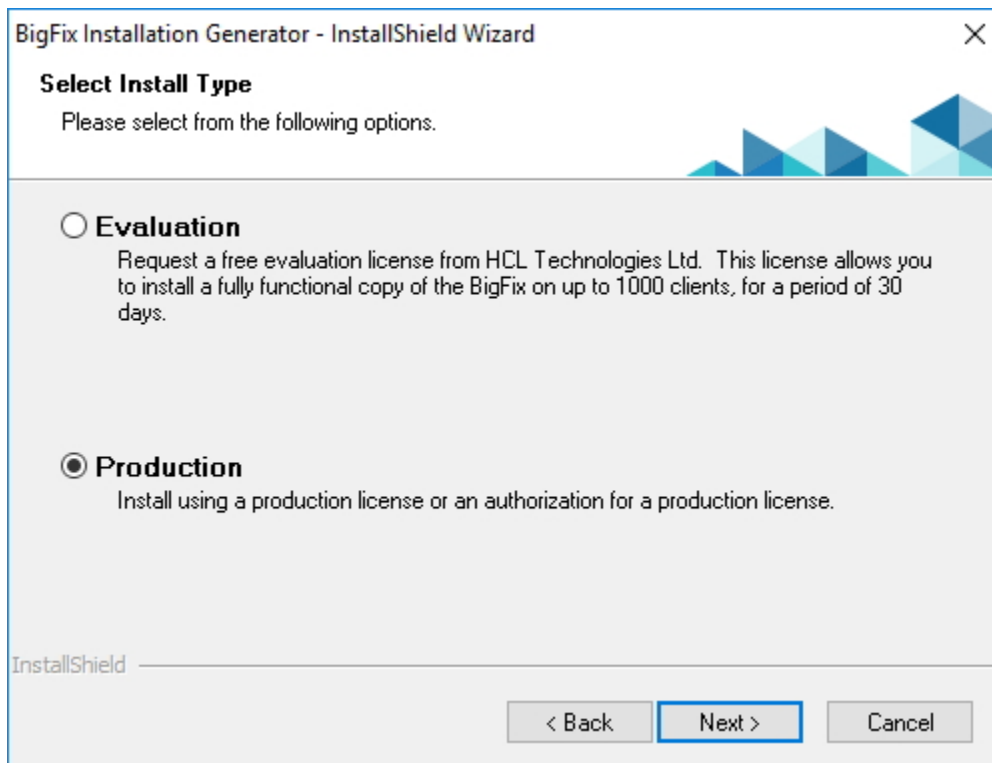 BigFix Installation Generator - InstallShield Wizard
Select Install Type
Please select from the following options.
Evaluation
Request a free evaluation license from HCL Technologies Ltd.  This license allows you
to install a fully functional copy of the BigFix on up to 1000 clients, for a period of 30
days.
Production
Install using a production license or an authorization for a production license.
InstallShield
< Back
Next >
Cancel